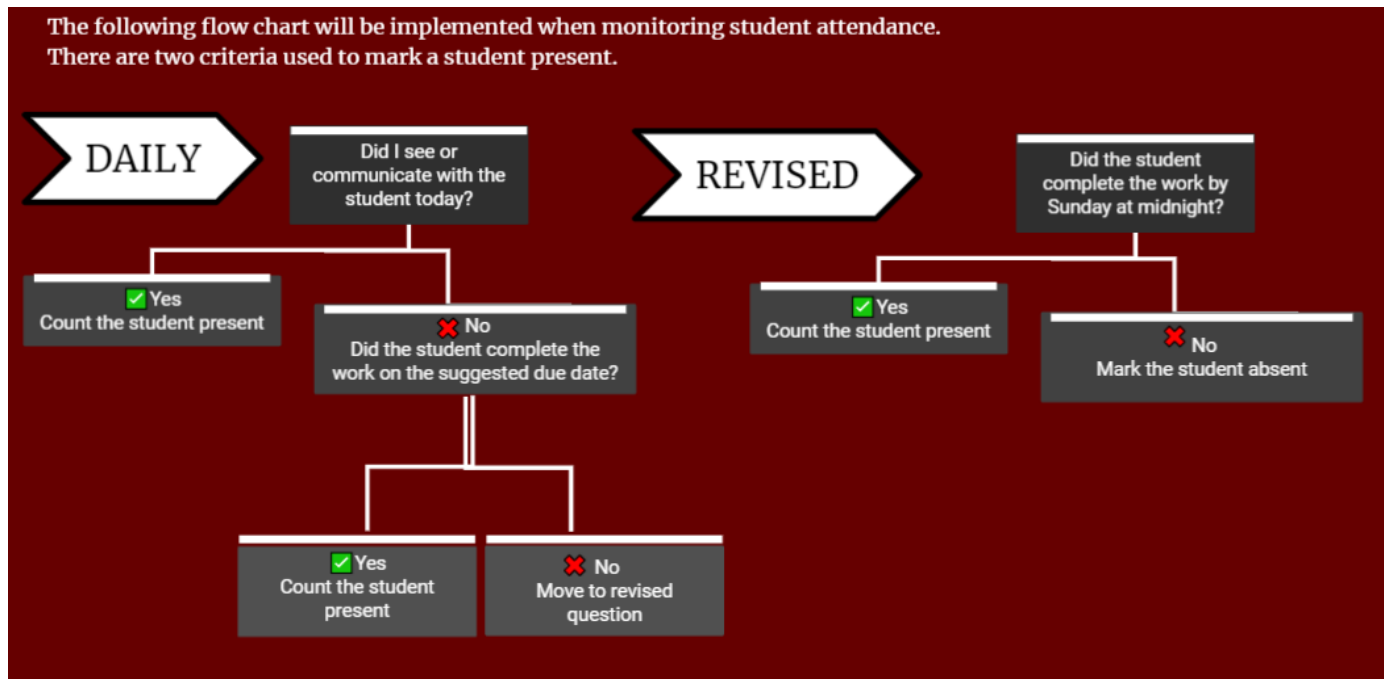 The following flow chart will be implemented when monitoring student attendance.
There are two criteria used to mark a student present.
DAILY
Did I see or
communicate with the
student today?
Yes
Count the student present
No
Did the student complete the
work on the suggested due date?
Yes
Count the student
present
No
Move to revised
question
REVISED
Did the student
complete the work by
Sunday at midnight?
Yes
Count the student present
No
Mark the student absent